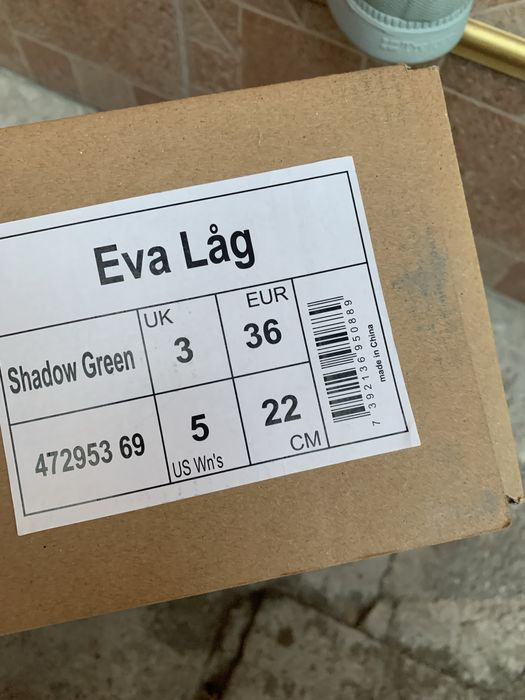 Eva Låg
Shadow Green
UK
3
EUR
36
472953 69
5
US Wn's
22
CM
7 392136 950889
made in China